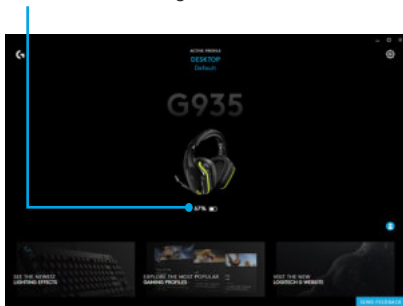 ACTIVE PROFILE
DESKTOP
Default
G935
67%
SEE THE NEWEST
LIGHTING EFFECTS
EXPLORE THE MOST POPULAR
GAMING PROFILES
VISIT THE NEW
LOGITECH G WEBSITE
SEND FEEDBACK